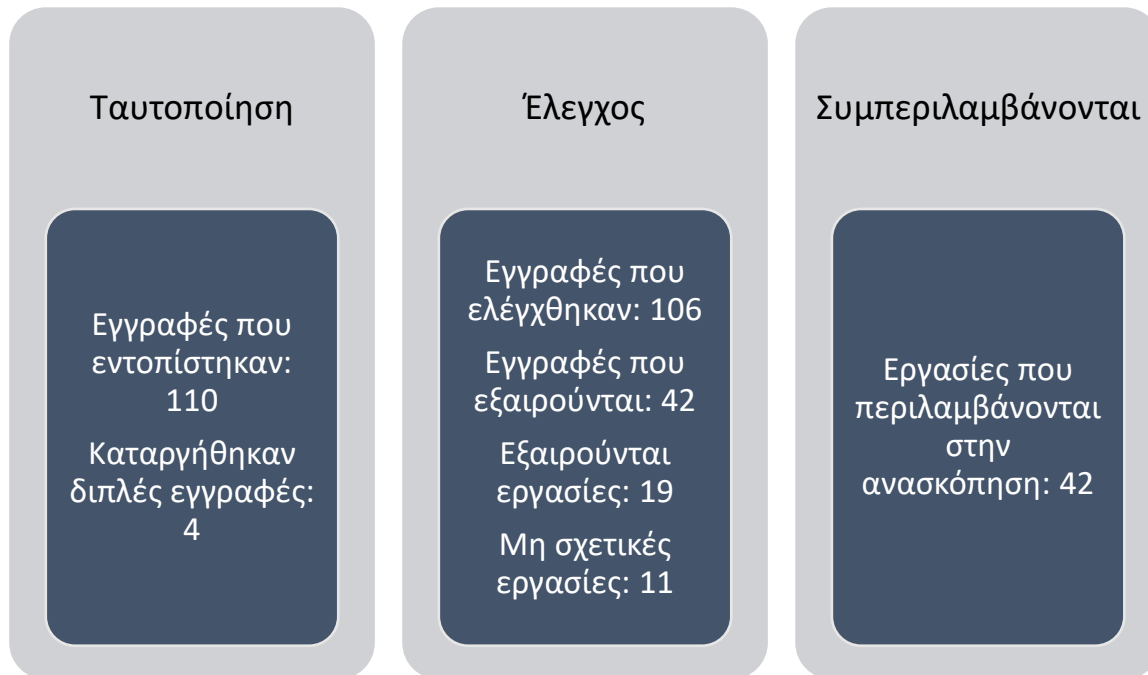 Ταυτοποίηση
Εγγραφές που
εντοπίστηκαν:
110
Καταργήθηκαν
διπλές εγγραφές:
4
Έλεγχος
Εγγραφές που
ελέγχθηκαν: 106
Εγγραφές που
εξαιρούνται: 42
Εξαιρούνται
εργασίες: 19
Μη σχετικές
εργασίες: 11
Συμπεριλαμβάνονται
Εργασίες που
περιλαμβάνονται
στην
ανασκόπηση: 42